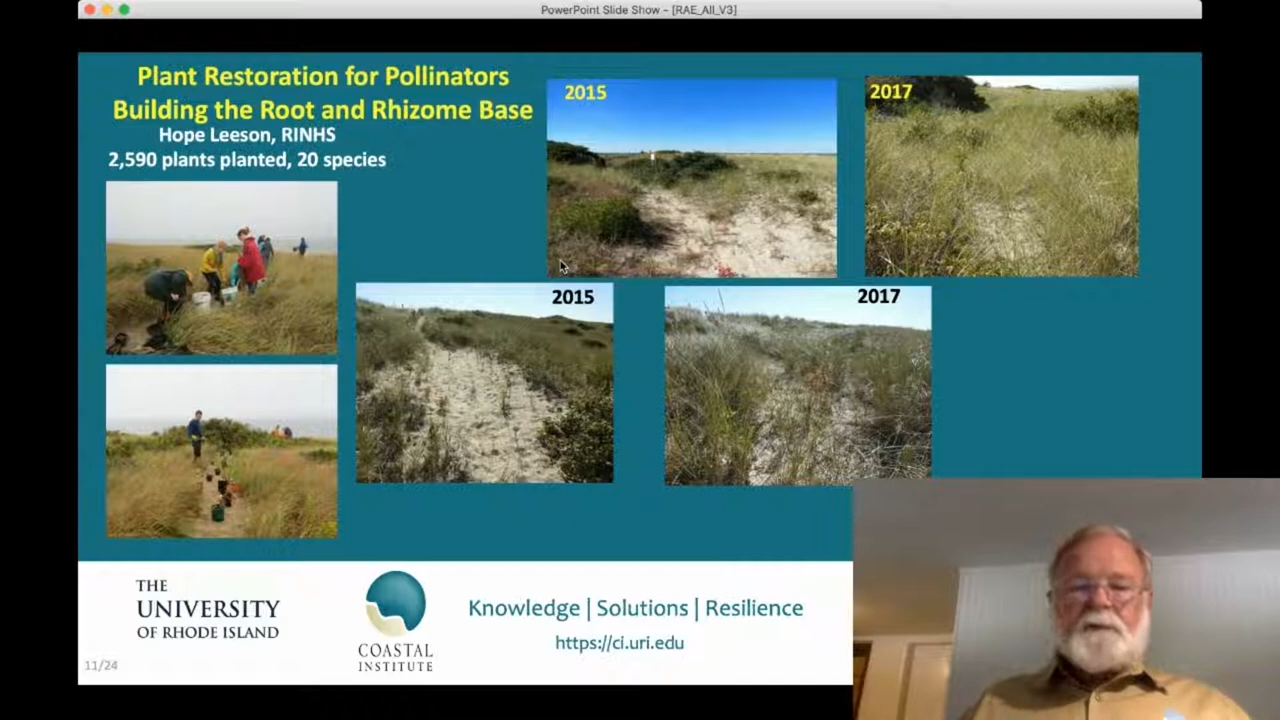 PowerPoint Slide Show – [RAE_All_V3]
Plant Restoration for Pollinators
Building the Root and Rhizome Base
Hope Leeson, RINHS
2,590 plants planted, 20 species
2015
2017
2015
2017
THE
UNIVERSITY
OF RHODE ISLAND
COASTAL
INSTITUTE
Knowledge | Solutions | Resilience
https://ci.uri.edu
11/24